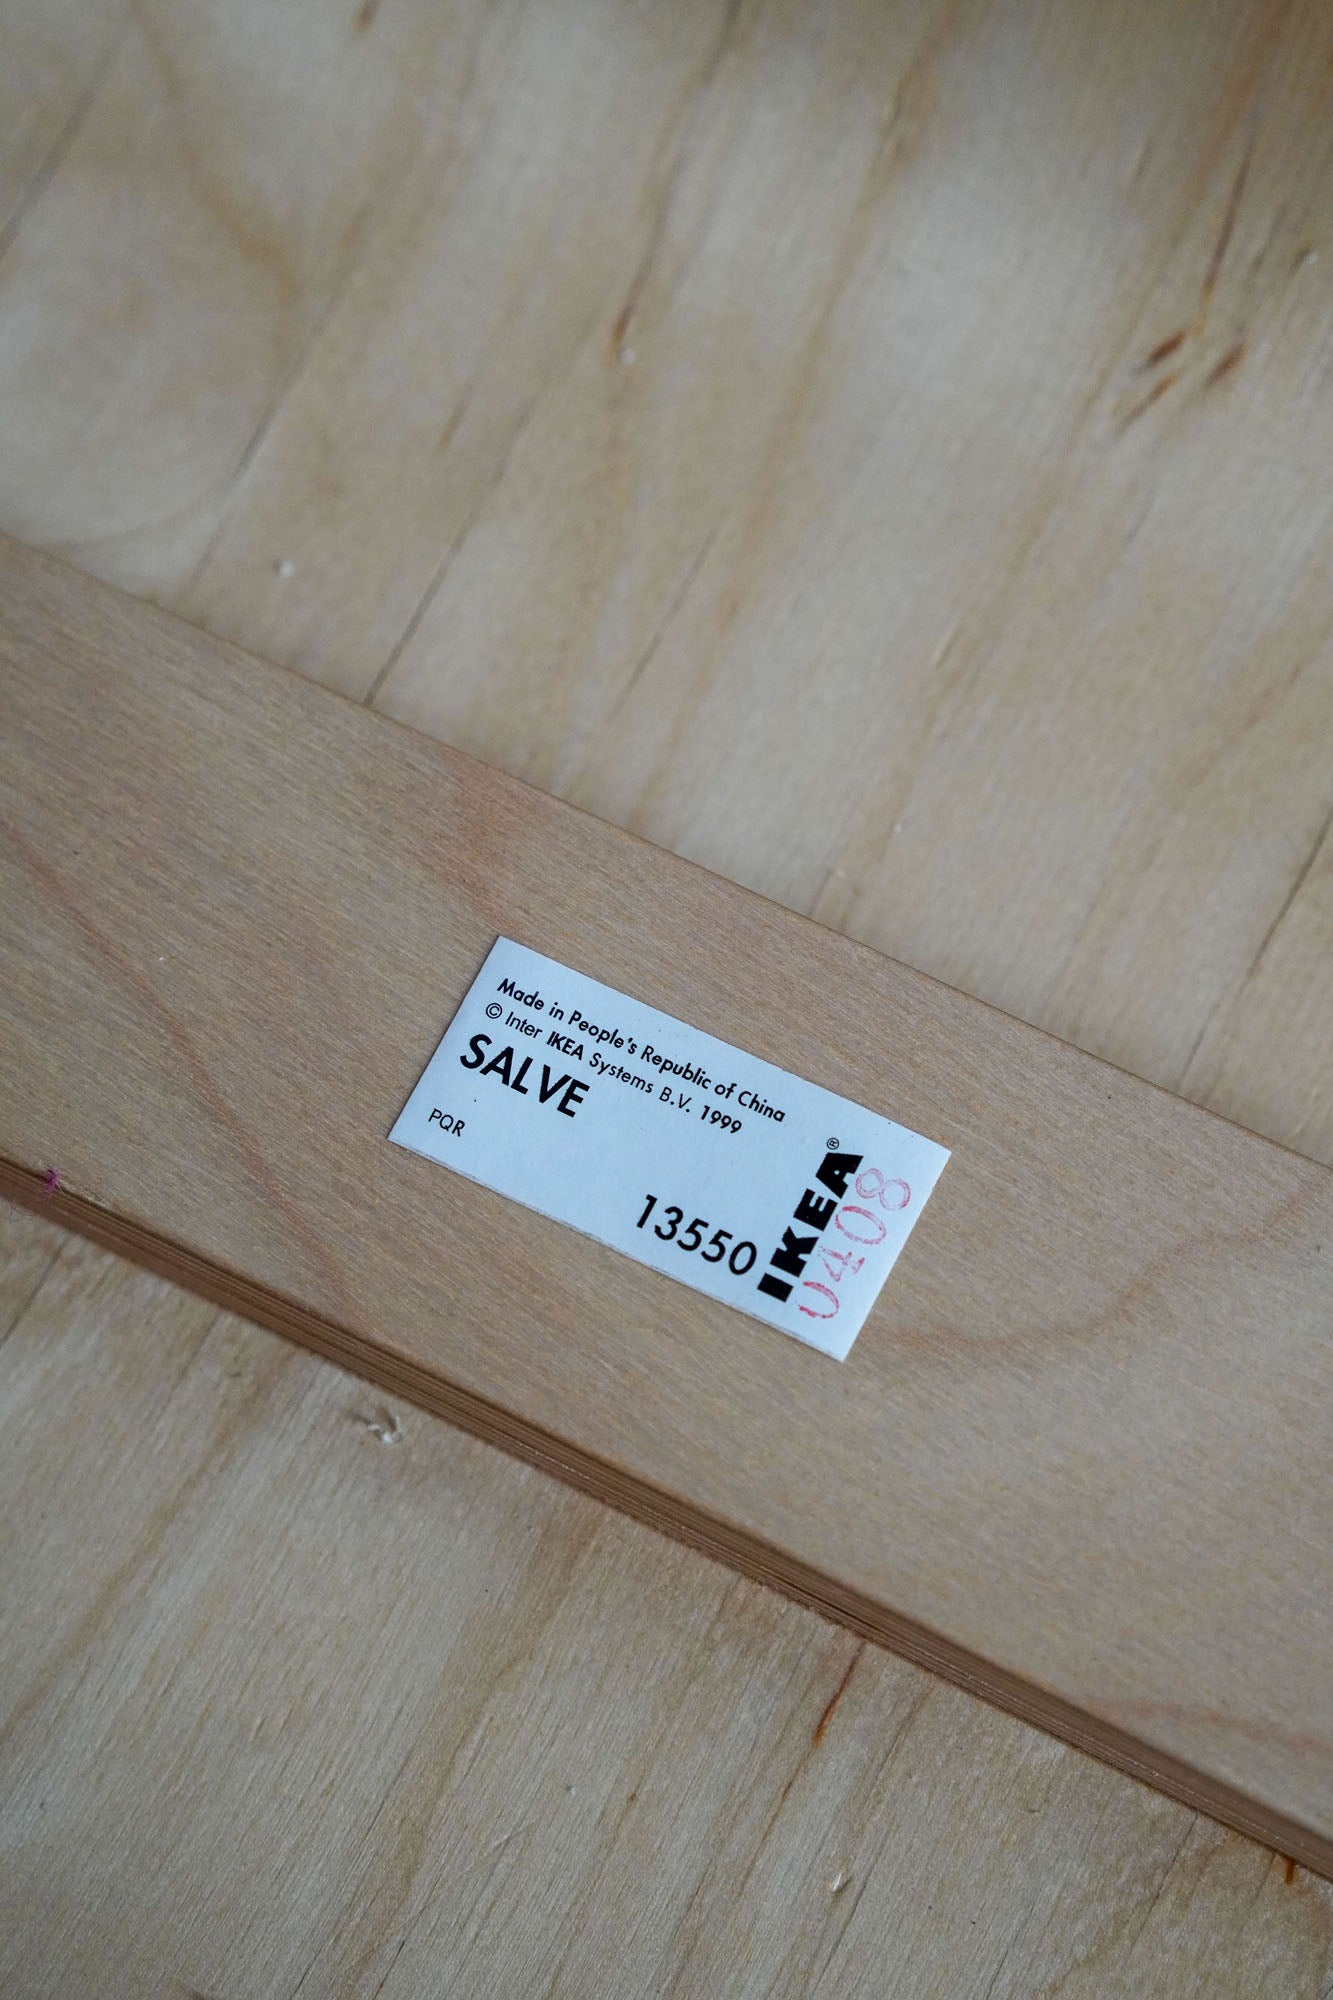 Made in People's Republic of China
© Inter IKEA Systems B.V. 1999
SALVE
PQR
13550
IKEA®
0408